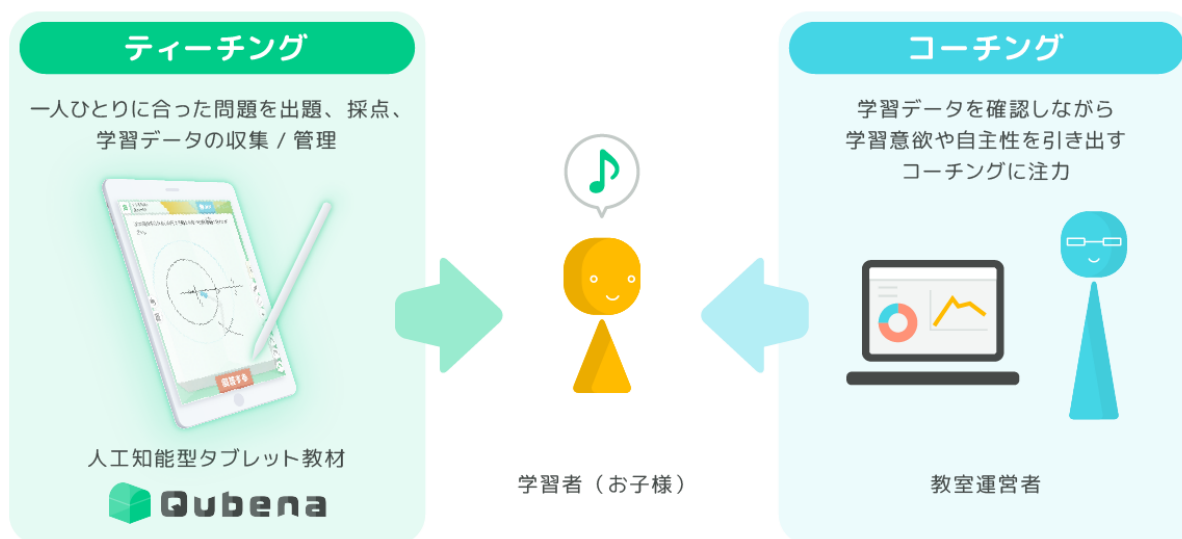 ティーチング
一人ひとりに合った問題を出題、採点、
学習データの収集 / 管理
人工知能型タブレット教材
Qubena
学習者（お子様）
コーチング
学習データを確認しながら
学習意欲や自主性を引き出す
コーチングに注力
教室運営者